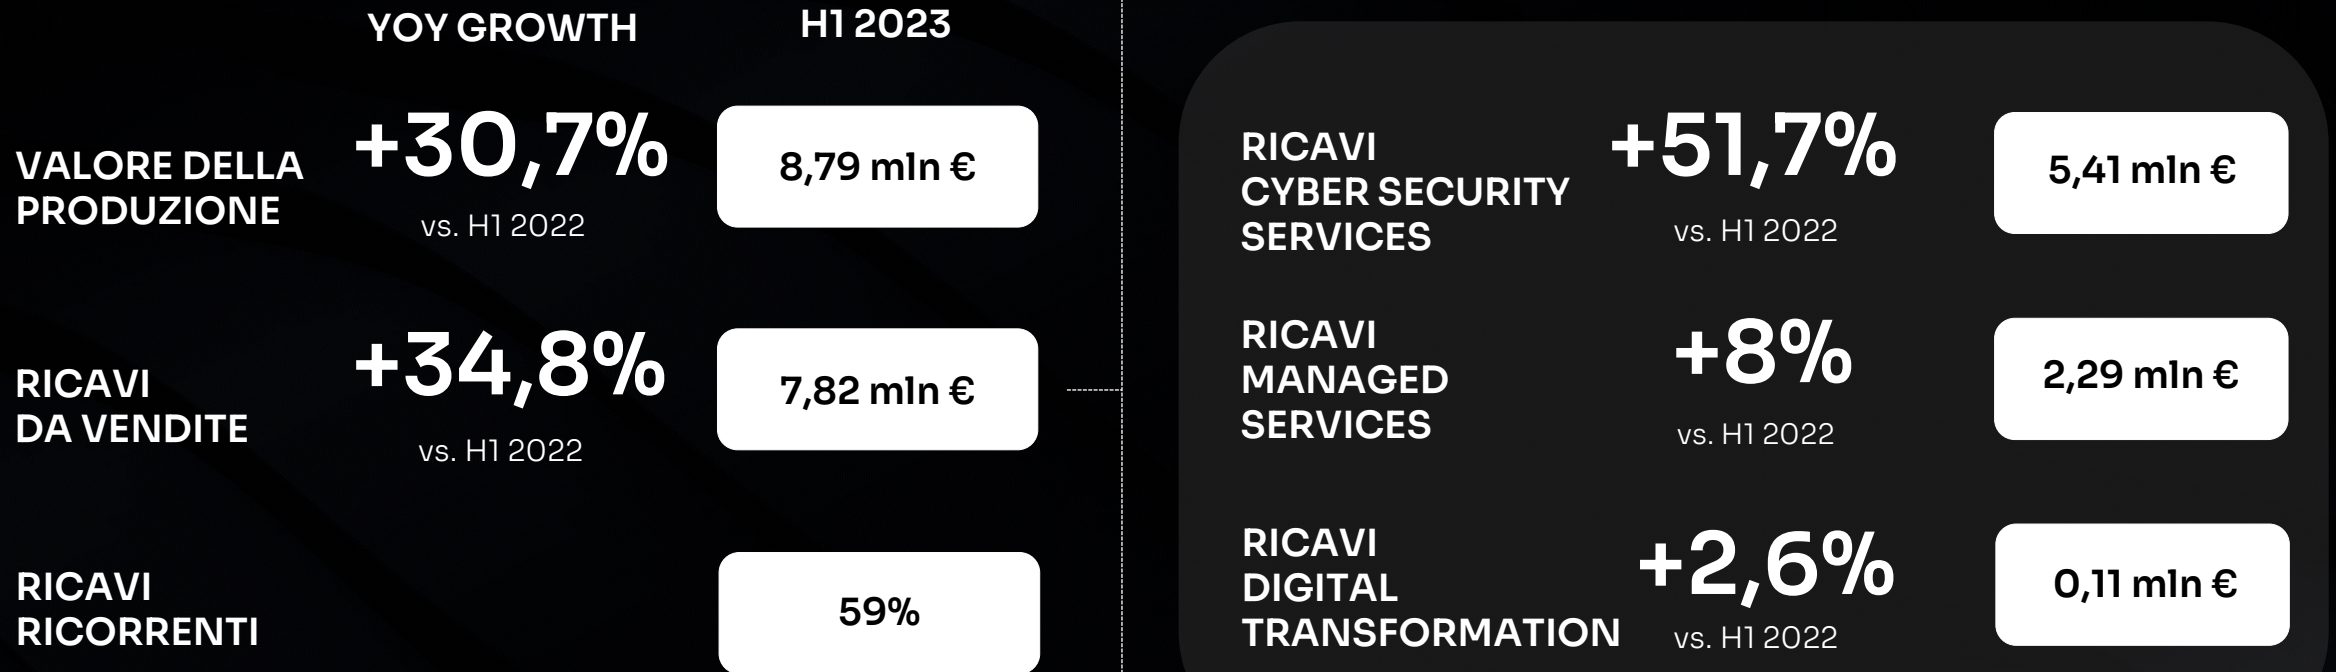 YOY GROWTH
H1 2023
VALORE DELLA
PRODUZIONE
+30,7%
vs. H1 2022
8,79 mln €
RICAVI
DA VENDITE
+34,8%
vs. H1 2022
7,82 mln €
RICAVI
RICORRENTI
59%
RICAVI
CYBER SECURITY
SERVICES
+51,7%
vs. H1 2022
5,41 mln €
RICAVI
MANAGED
SERVICES
+8%
vs. H1 2022
2,29 mln €
RICAVI
DIGITAL
TRANSFORMATION
+2,6%
vs. H1 2022
0,11 mln €